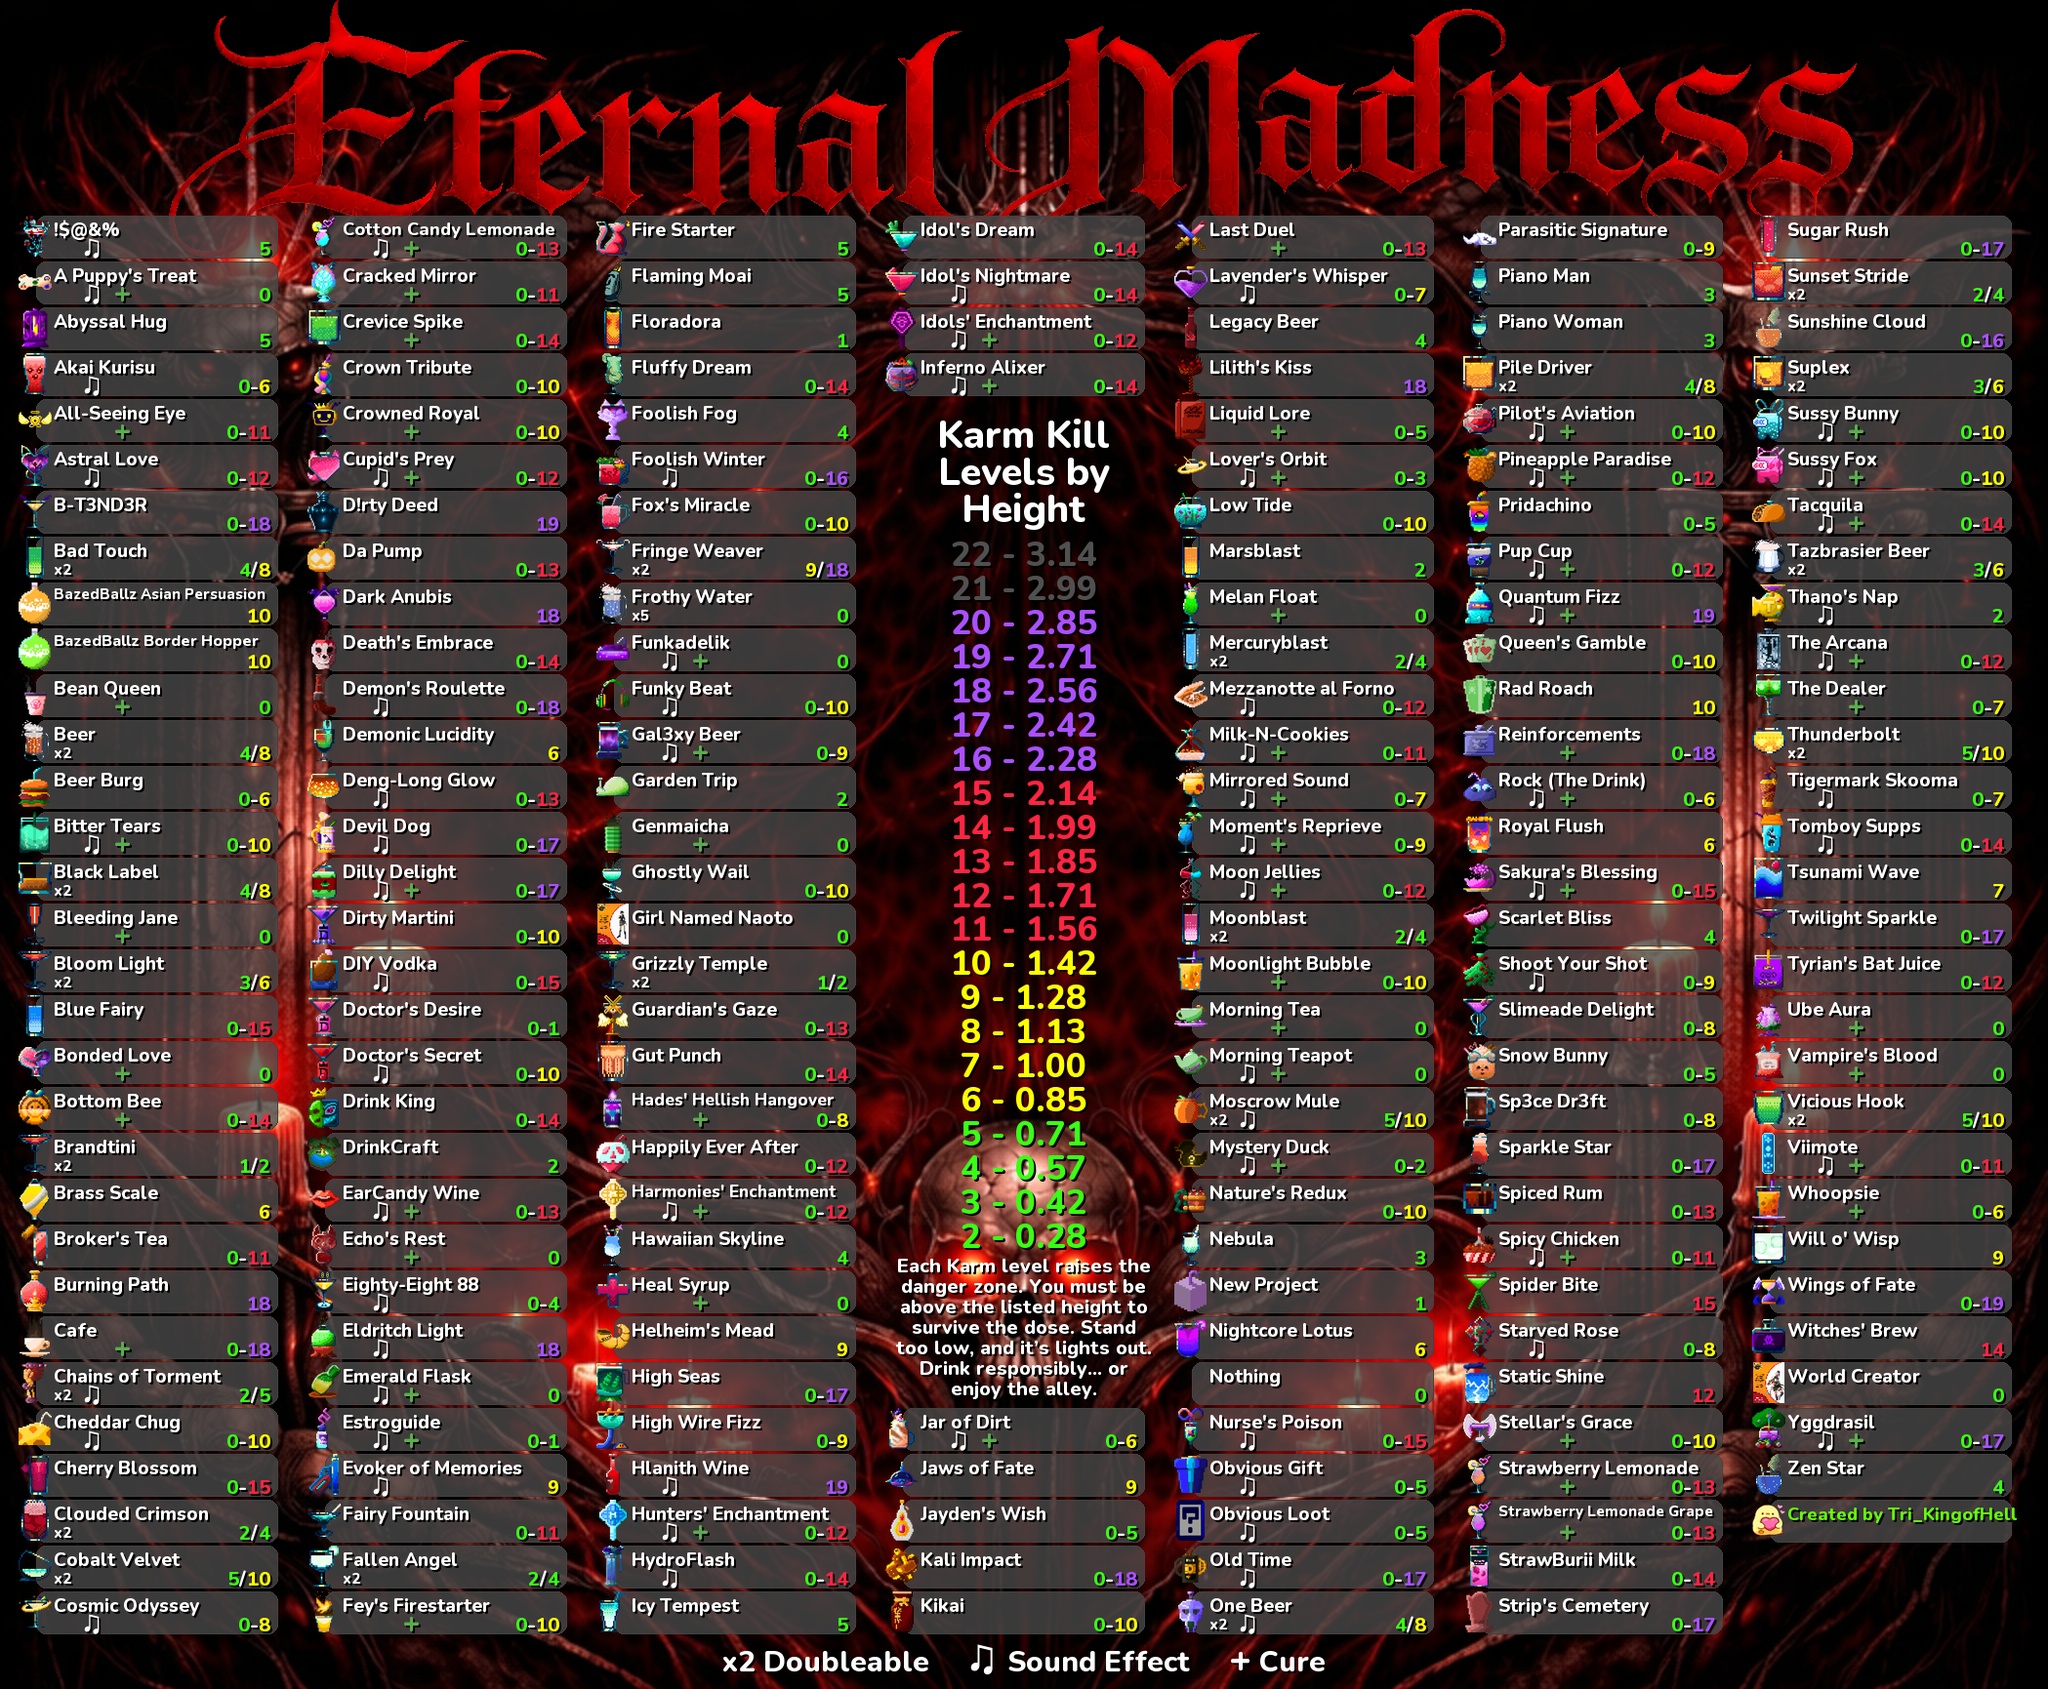 Eternal Madness
!$@&%
♫ 5
A Puppy's Treat
♫ + 0
Abyssal Hug
5
Akai Kurisu
♫ 0-6
All-Seeing Eye
+ 0-11
Astral Love
♫ 0-12
B-T3ND3R
0-18
Bad Touch
x2 4/8
BazedBallz Asian Persuasion
10
BazedBallz Border Hopper
10
Bean Queen
+ 0
Beer
x2 4/8
Beer Burg
0-6
Bitter Tears
♫ + 0-10
Black Label
x2 4/8
Bleeding Jane
+ 0
Bloom Light
x2 3/6
Blue Fairy
0-15
Bonded Love
+ 0
Bottom Bee
+ 0-14
Brandtini
x2 1/2
Brass Scale
6
Broker's Tea
0-11
Burning Path
18
Cafe
+ 0-18
Chains of Torment
x2 ♫ 2/5
Cheddar Chug
♫ 0-10
Cherry Blossom
0-15
Clouded Crimson
x2 2/4
Cobalt Velvet
x2 5/10
Cosmic Odyssey
♫ 0-8
Cotton Candy Lemonade
♫ + 0-13
Cracked Mirror
+ 0-11
Crevice Spike
+ 0-14
Crown Tribute
0-10
Crowned Royal
+ 0-10
Cupid's Prey
♫ + 0-12
D!rty Deed
19
Da Pump
0-13
Dark Anubis
18
Death's Embrace
0-14
Demon's Roulette
♫ 0-18
Demonic Lucidity
6
Deng-Long Glow
♫ 0-13
Devil Dog
♫ 0-17
Dilly Delight
♫ + 0-17
Dirty Martini
0-10
DIY Vodka
♫ 0-15
Doctor's Desire
0-1
Doctor's Secret
♫ 0-10
Drink King
0-14
DrinkCraft
2
EarCandy Wine
♫ + 0-13
Echo's Rest
+ 0
Eighty-Eight 88
♫ 0-4
Eldritch Light
♫ 18
Emerald Flask
♫ + 0
Estroguide
♫ + 0-1
Evoker of Memories
♫ 9
Fairy Fountain
0-11
Fallen Angel
x2 2/4
Fey's Firestarter
+ 0-10
Fire Starter
5
Flaming Moai
5
Floradora
1
Fluffy Dream
0-14
Foolish Fog
4
Foolish Winter
♫ 0-16
Fox's Miracle
0-10
Fringe Weaver
x2 9/18
Frothy Water
x5 0
Funkadelik
♫ + 0
Funky Beat
♫ 0-10
Gal3xy Beer
♫ + 0-9
Garden Trip
2
Genmaicha
+ 0
Ghostly Wail
0-10
Girl Named Naoto
0
Grizzly Temple
x2 1/2
Guardian's Gaze
0-13
Gut Punch
0-14
Hades' Hellish Hangover
+ 0-8
Happily Ever After
0-12
Harmonies' Enchantment
♫ + 0-12
Hawaiian Skyline
4
Heal Syrup
+ 0
Helheim's Mead
9
High Seas
0-17
High Wire Fizz
0-9
Hlanith Wine
19
Hunters' Enchantment
♫ + 0-12
HydroFlash
♫ 0-14
Icy Tempest
5
Idol's Dream
0-14
Idol's Nightmare
♫ 0-14
Idols' Enchantment
♫ + 0-12
Inferno Alixer
♫ + 0-14
Karm Kill
Levels by
Height
22 - 3.14
21 - 2.99
20 - 2.85
19 - 2.71
18 - 2.56
17 - 2.42
16 - 2.28
15 - 2.14
14 - 1.99
13 - 1.85
12 - 1.71
11 - 1.56
10 - 1.42
9 - 1.28
8 - 1.13
7 - 1.00
6 - 0.85
5 - 0.71
4 - 0.57
3 - 0.42
2 - 0.28
Each Karm level raises the
danger zone. You must be
above the listed height to
survive the dose. Stand
too low, and it's lights out.
Drink responsibly... or
enjoy the alley.
Jar of Dirt
♫ + 0-6
Jaws of Fate
9
Jayden's Wish
0-5
Kali Impact
0-18
Kikai
0-10
Last Duel
+ 0-13
Lavender's Whisper
♫ 0-7
Legacy Beer
4
Lilith's Kiss
18
Liquid Lore
+ 0-5
Lover's Orbit
♫ + 0-3
Low Tide
0-10
Marsblast
2
Melan Float
+ 0
Mercuryblast
x2 2/4
Mezzanotte al Forno
♫ 0-12
Milk-N-Cookies
♫ + 0-11
Mirrored Sound
♫ + 0-7
Moment's Reprieve
♫ + 0-9
Moon Jellies
♫ + 0-12
Moonblast
x2 2/4
Moonlight Bubble
+ 0-10
Morning Tea
+ 0
Morning Teapot
♫ + 0
Moscrow Mule
x2 ♫ 5/10
Mystery Duck
♫ + 0-2
Nature's Redux
0-10
Nebula
3
New Project
1
Nightcore Lotus
6
Nothing
0
Nurse's Poison
♫ 0-15
Obvious Gift
♫ 0-5
Obvious Loot
♫ 0-5
Old Time
♫ 0-17
One Beer
x2 ♫ 4/8
Parasitic Signature
0-9
Piano Man
3
Piano Woman
3
Pile Driver
x2 4/8
Pilot's Aviation
♫ + 0-10
Pineapple Paradise
♫ + 0-12
Pridachino
0-5
Pup Cup
♫ + 0-12
Quantum Fizz
♫ + 19
Queen's Gamble
0-10
Rad Roach
10
Reinforcements
+ 0-18
Rock (The Drink)
♫ + 0-6
Royal Flush
6
Sakura's Blessing
♫ + 0-15
Scarlet Bliss
4
Shoot Your Shot
♫ 0-9
Slimeade Delight
0-8
Snow Bunny
0-5
Sp3ce Dr3ft
0-8
Sparkle Star
0-17
Spiced Rum
0-13
Spicy Chicken
♫ + 0-11
Spider Bite
15
Starved Rose
♫ 0-8
Static Shine
12
Stellar's Grace
+ 0-10
Strawberry Lemonade
+ 0-13
Strawberry Lemonade Grape
+ 0-13
StrawBurii Milk
0-14
Strip's Cemetery
0-17
Sugar Rush
0-17
Sunset Stride
x2 2/4
Sunshine Cloud
0-16
Suplex
x2 3/6
Sussy Bunny
♫ + 0-10
Sussy Fox
♫ + 0-10
Tacquila
♫ + 0-14
Tazbrasier Beer
x2 3/6
Thano's Nap
♫ 2
The Arcana
♫ + 0-12
The Dealer
+ 0-7
Thunderbolt
x2 5/10
Tigermark Skooma
♫ 0-7
Tomboy Supps
♫ 0-14
Tsunami Wave
7
Twilight Sparkle
0-17
Tyrian's Bat Juice
0-12
Ube Aura
+ 0
Vampire's Blood
+ 0
Vicious Hook
x2 5/10
Viimote
♫ + 0-11
Whoopsie
+ 0-6
Will o' Wisp
9
Wings of Fate
0-19
Witches' Brew
14
World Creator
0
Yggdrasil
♫ + 0-17
Zen Star
4
Created by Tri_KingofHell
x2 Doubleable ♫ Sound Effect + Cure